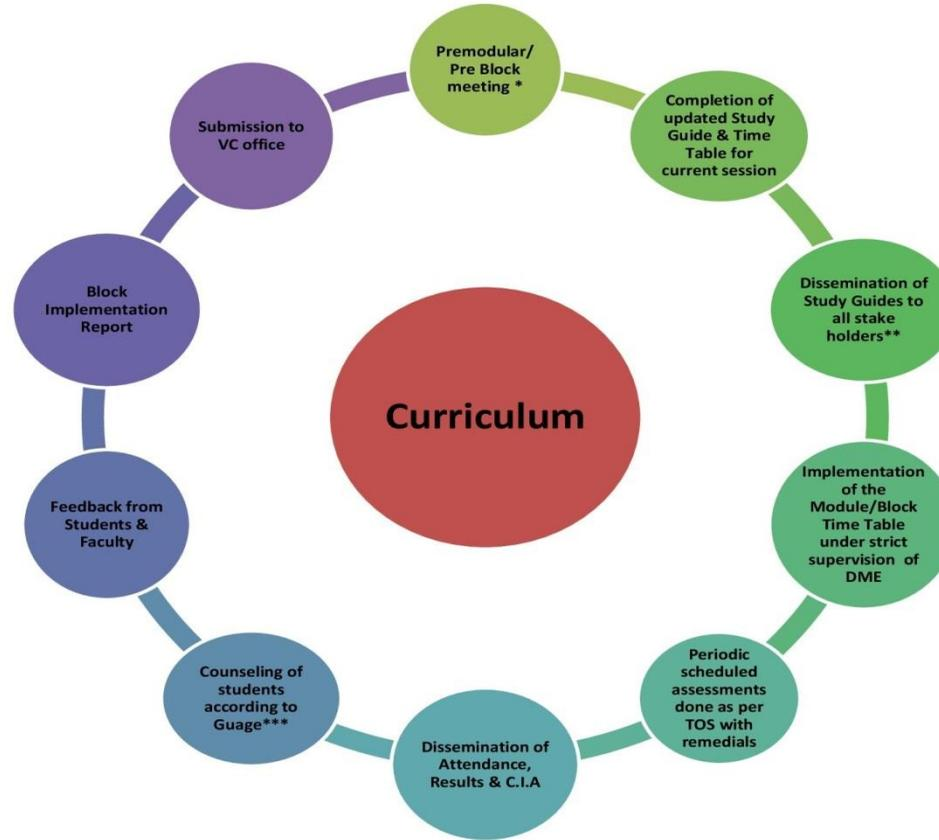 Premodular/
Pre Block
meeting *
Completion of
updated Study
Guide & Time
Table for
current session
Dissemination of
Study Guides to
all stake
holders**
Implementation
of the
Module/Block
Time Table
under strict
supervision of
DME
Periodic
scheduled
assessments
done as per
TOS with
remedials
Dissemination of
Attendance,
Results & C.I.A
Counseling of
students
according to
Guage***
Feedback from
Students &
Faculty
Block
Implementation
Report
Submission to
VC office
Curriculum